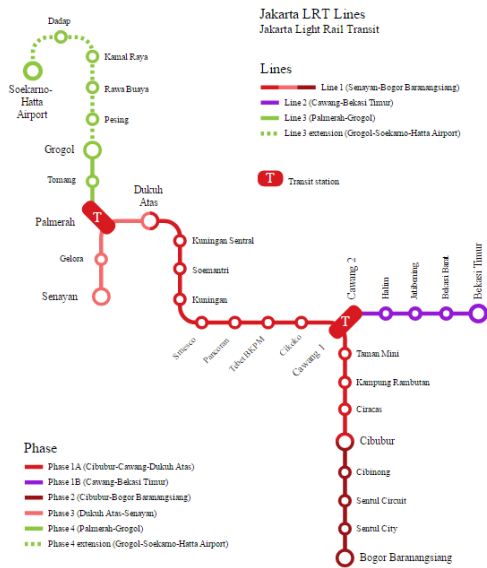 Jakarta LRT Lines
Jakarta Light Rail Transit
Lines
Line 1 (Senayan-Bogor Baranangsiang)
Line 2 (Cawang-Bekasi Timur)
Line 3 (Palmerah-Grogol)
Line 3 extension (Grogol-Soekarno-Hatta Airport)
T
Transit station
Dadap
Kamal Raya
Soekarno-
Hatta
Airport
Rawa Buaya
Pesing
Grogol
Tomang
Dukuh
Atas
Palmerah
T
Gelora
Senayan
Kuningan Sentral
Soemantri
Kuningan
Smesco
Pancoran
Tebet BKPM
Cikoko
Cawang 1
Cawang 2
T
Halim
Jatibening
Bekasi Barat
Bekasi Timur
Taman Mini
Kampung Rambutan
Ciracas
Cibubur
Cibinong
Sentul Circuit
Sentul City
Bogor Baranangsiang
Phase
Phase 1A (Cibubur-Cawang-Dukuh Atas)
Phase 1B (Cawang-Bekasi Timur)
Phase 2 (Cibubur-Bogor Baranangsiang)
Phase 3 (Dukuh Atas-Senayan)
Phase 4 (Palmerah-Grogol)
Phase 4 extension (Grogol-Soekarno-Hatta Airport)